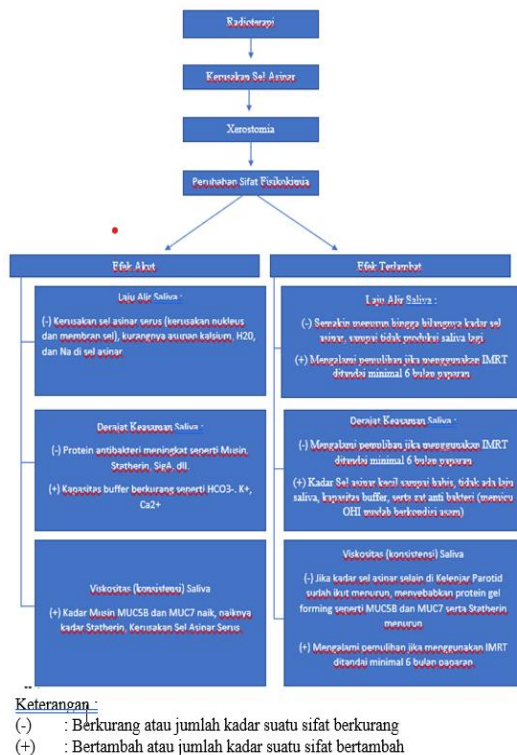 Radioterapi
Kerusakan Sel Asinar
Xerostomia
Perubahan Sifat Fisikokimia
Efek Akut
Laju Alir Saliva :
(-) Kerusakan sel asinar serus (kerusakan nukleus
dan membran sel), kurangnya asupan kalsium, H20,
dan Na di sel asinar
Derajat Keasaman Saliva :
(-) Protein antibakteri meningkat seperti Musin,
Statherin, SigA, dll.
(+) Kapasitas buffer berkurang seperti HCO3-. K+,
Ca2+
Viskositas (konsistensi) Saliva
(+) Kadar Musin MUC5B dan MUC7 naik, naiknya
kadar Statherin, Kerusakan Sel Asinar Serus
Efek Terlambat
Laju Alir Saliva :
(-) Semakin menurun hingga hilangnya kadar sel
asinar, sampai tidak produksi saliva lagi
(+) Mengalami pemulihan jika menggunakan IMRT
ditandai minimal 6 bulan paparan
Derajat Keasaman Saliva :
(-) Mengalami pemulihan jika menggunakan IMRT
ditandai minimal 6 bulan paparan
(+) Kadar Sel asinar kecil sampai habis, tidak ada laju
saliva, kapasitas buffer, serta zat anti bakteri (memicu
OHI mudah berkondisi asam)
Viskositas (konsistensi) Saliva
(-) Jika kadar sel asinar selain di Kelenjar Parotid
sudah ikut menurun, menyebabkan protein gel
forming seperti MUC5B dan MUC7 serta Statherin
menurun
(+) Mengalami pemulihan jika menggunakan IMRT
ditandai minimal 6 bulan paparan
Keterangan :
(-) : Berkurang atau jumlah kadar suatu sifat berkurang
(+) : Bertambah atau jumlah kadar suatu sifat bertambah